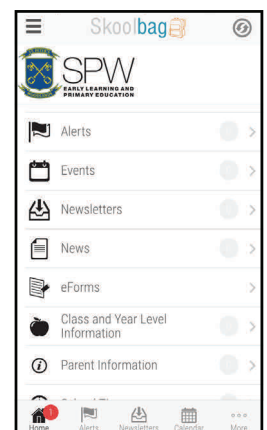 Skoolbag
SPW
EARLY LEARNING AND
PRIMARY EDUCATION
Alerts
Events
Newsletters
News
eForms
Class and Year Level
Information
Parent Information
1
Home Alerts Newsletters Calendar More